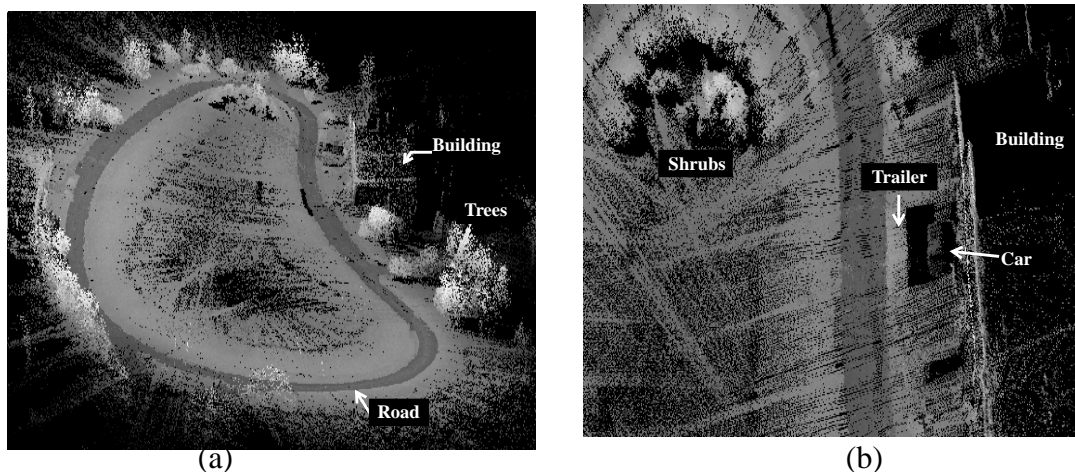 Building
Trees
Road
(a)
Shrubs
Building
Trailer
Car
(b)